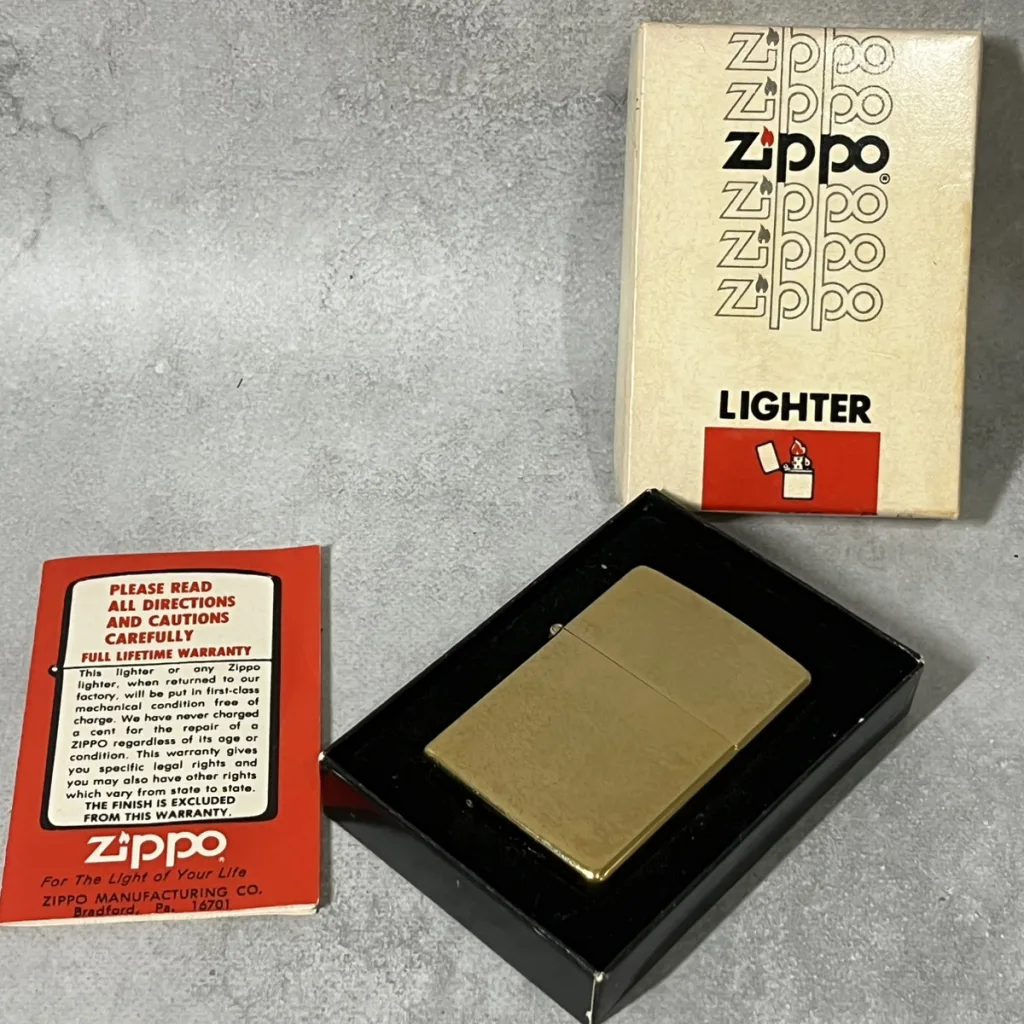 Zippo
Zippo
Zippo®
Zippo
Zippo
Zippo
LIGHTER
PLEASE READ
ALL DIRECTIONS
AND CAUTIONS
CAREFULLY
FULL LIFETIME WARRANTY
This lighter or any Zippo
lighter, when returned to our
factory, will be put in first-class
mechanical condition free of
charge. We have never charged
a cent for the repair of a
ZIPPO regardless of its age or
condition. This warranty gives
you specific legal rights and
you may also have other rights
which vary from state to state.
THE FINISH IS EXCLUDED
FROM THIS WARRANTY.
Zippo®
For The Light of Your Life
ZIPPO MANUFACTURING CO.
Bradford, Pa. 16701